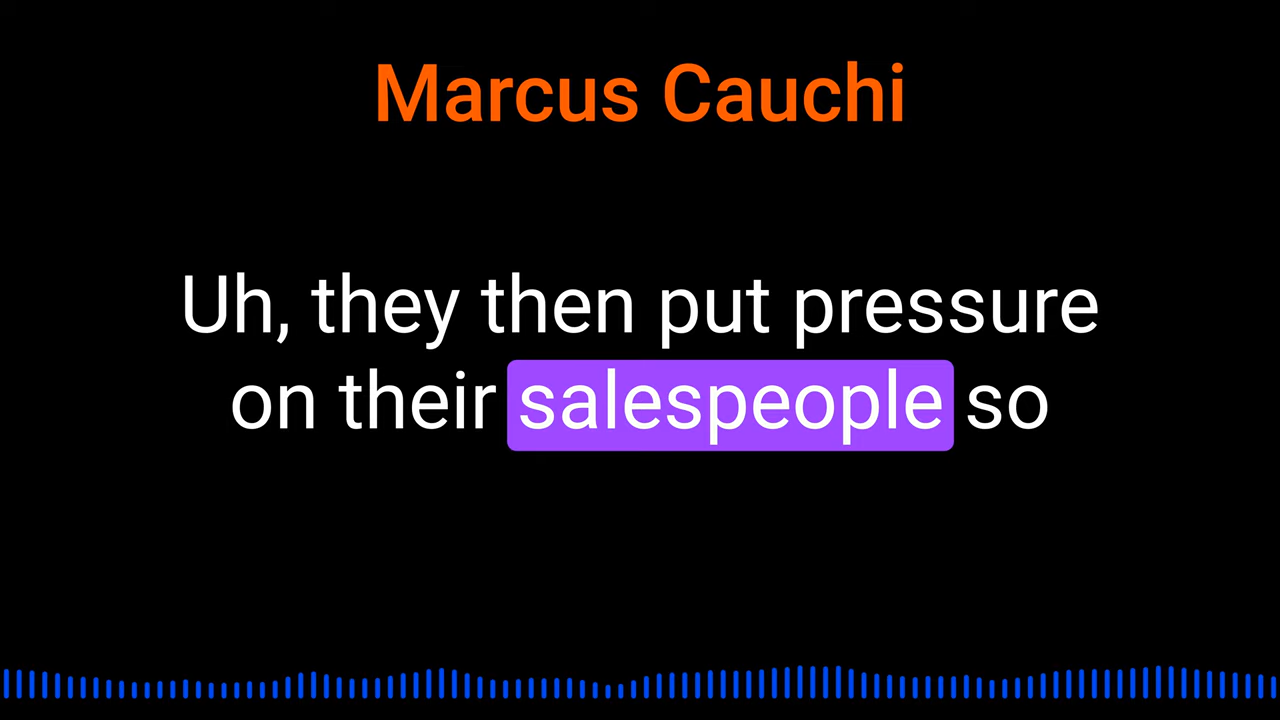 Marcus Cauchi
Uh, they then put pressure
on their salespeople so